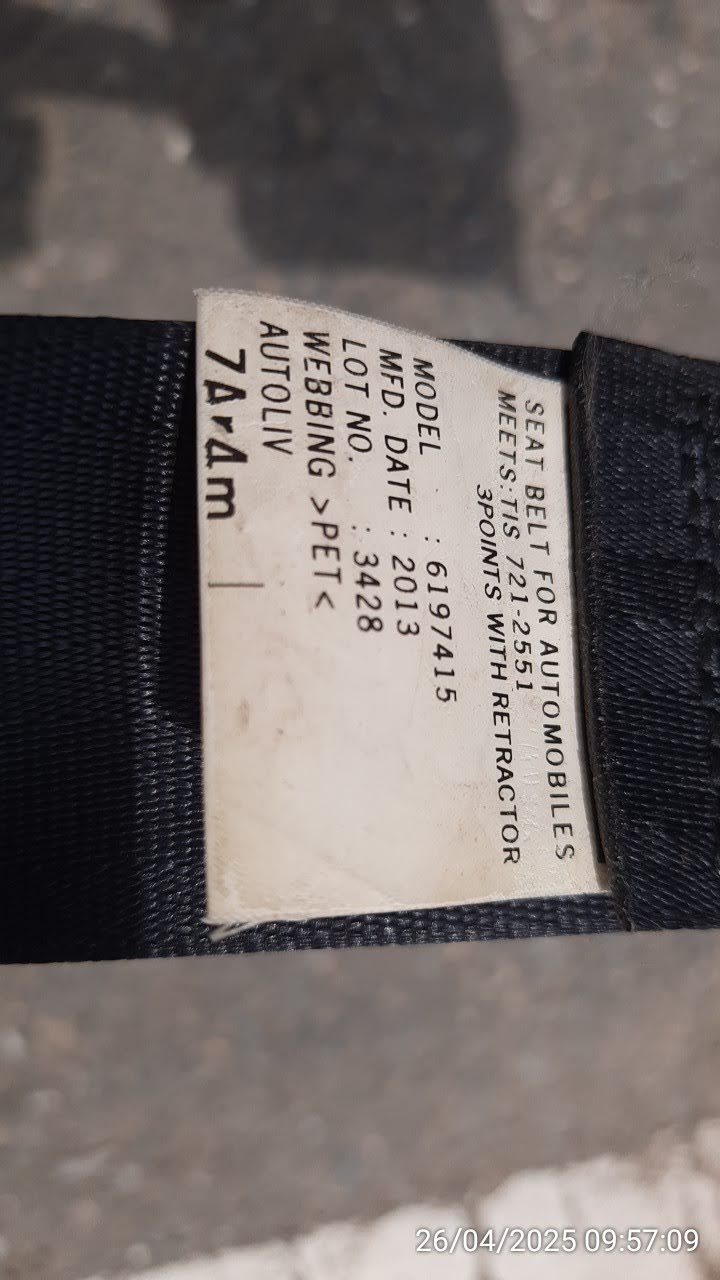 SEAT BELT FOR AUTOMOBILES
MEETS: TIS 721-2551
3POINTS WITH RETRACTOR
MODEL : 6197415
MFD. DATE : 2013
LOT NO. : 3428
WEBBING >PET<
AUTOLIV
7Ar4m
26/04/2025 09:57:09